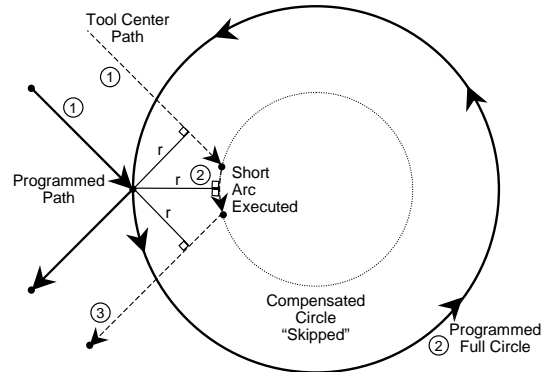 Tool Center
Path
1
1
r
Programmed
Path
r
2
Short
Arc
Executed
r
3
Compensated
Circle
“Skipped”
2
Programmed
Full Circle